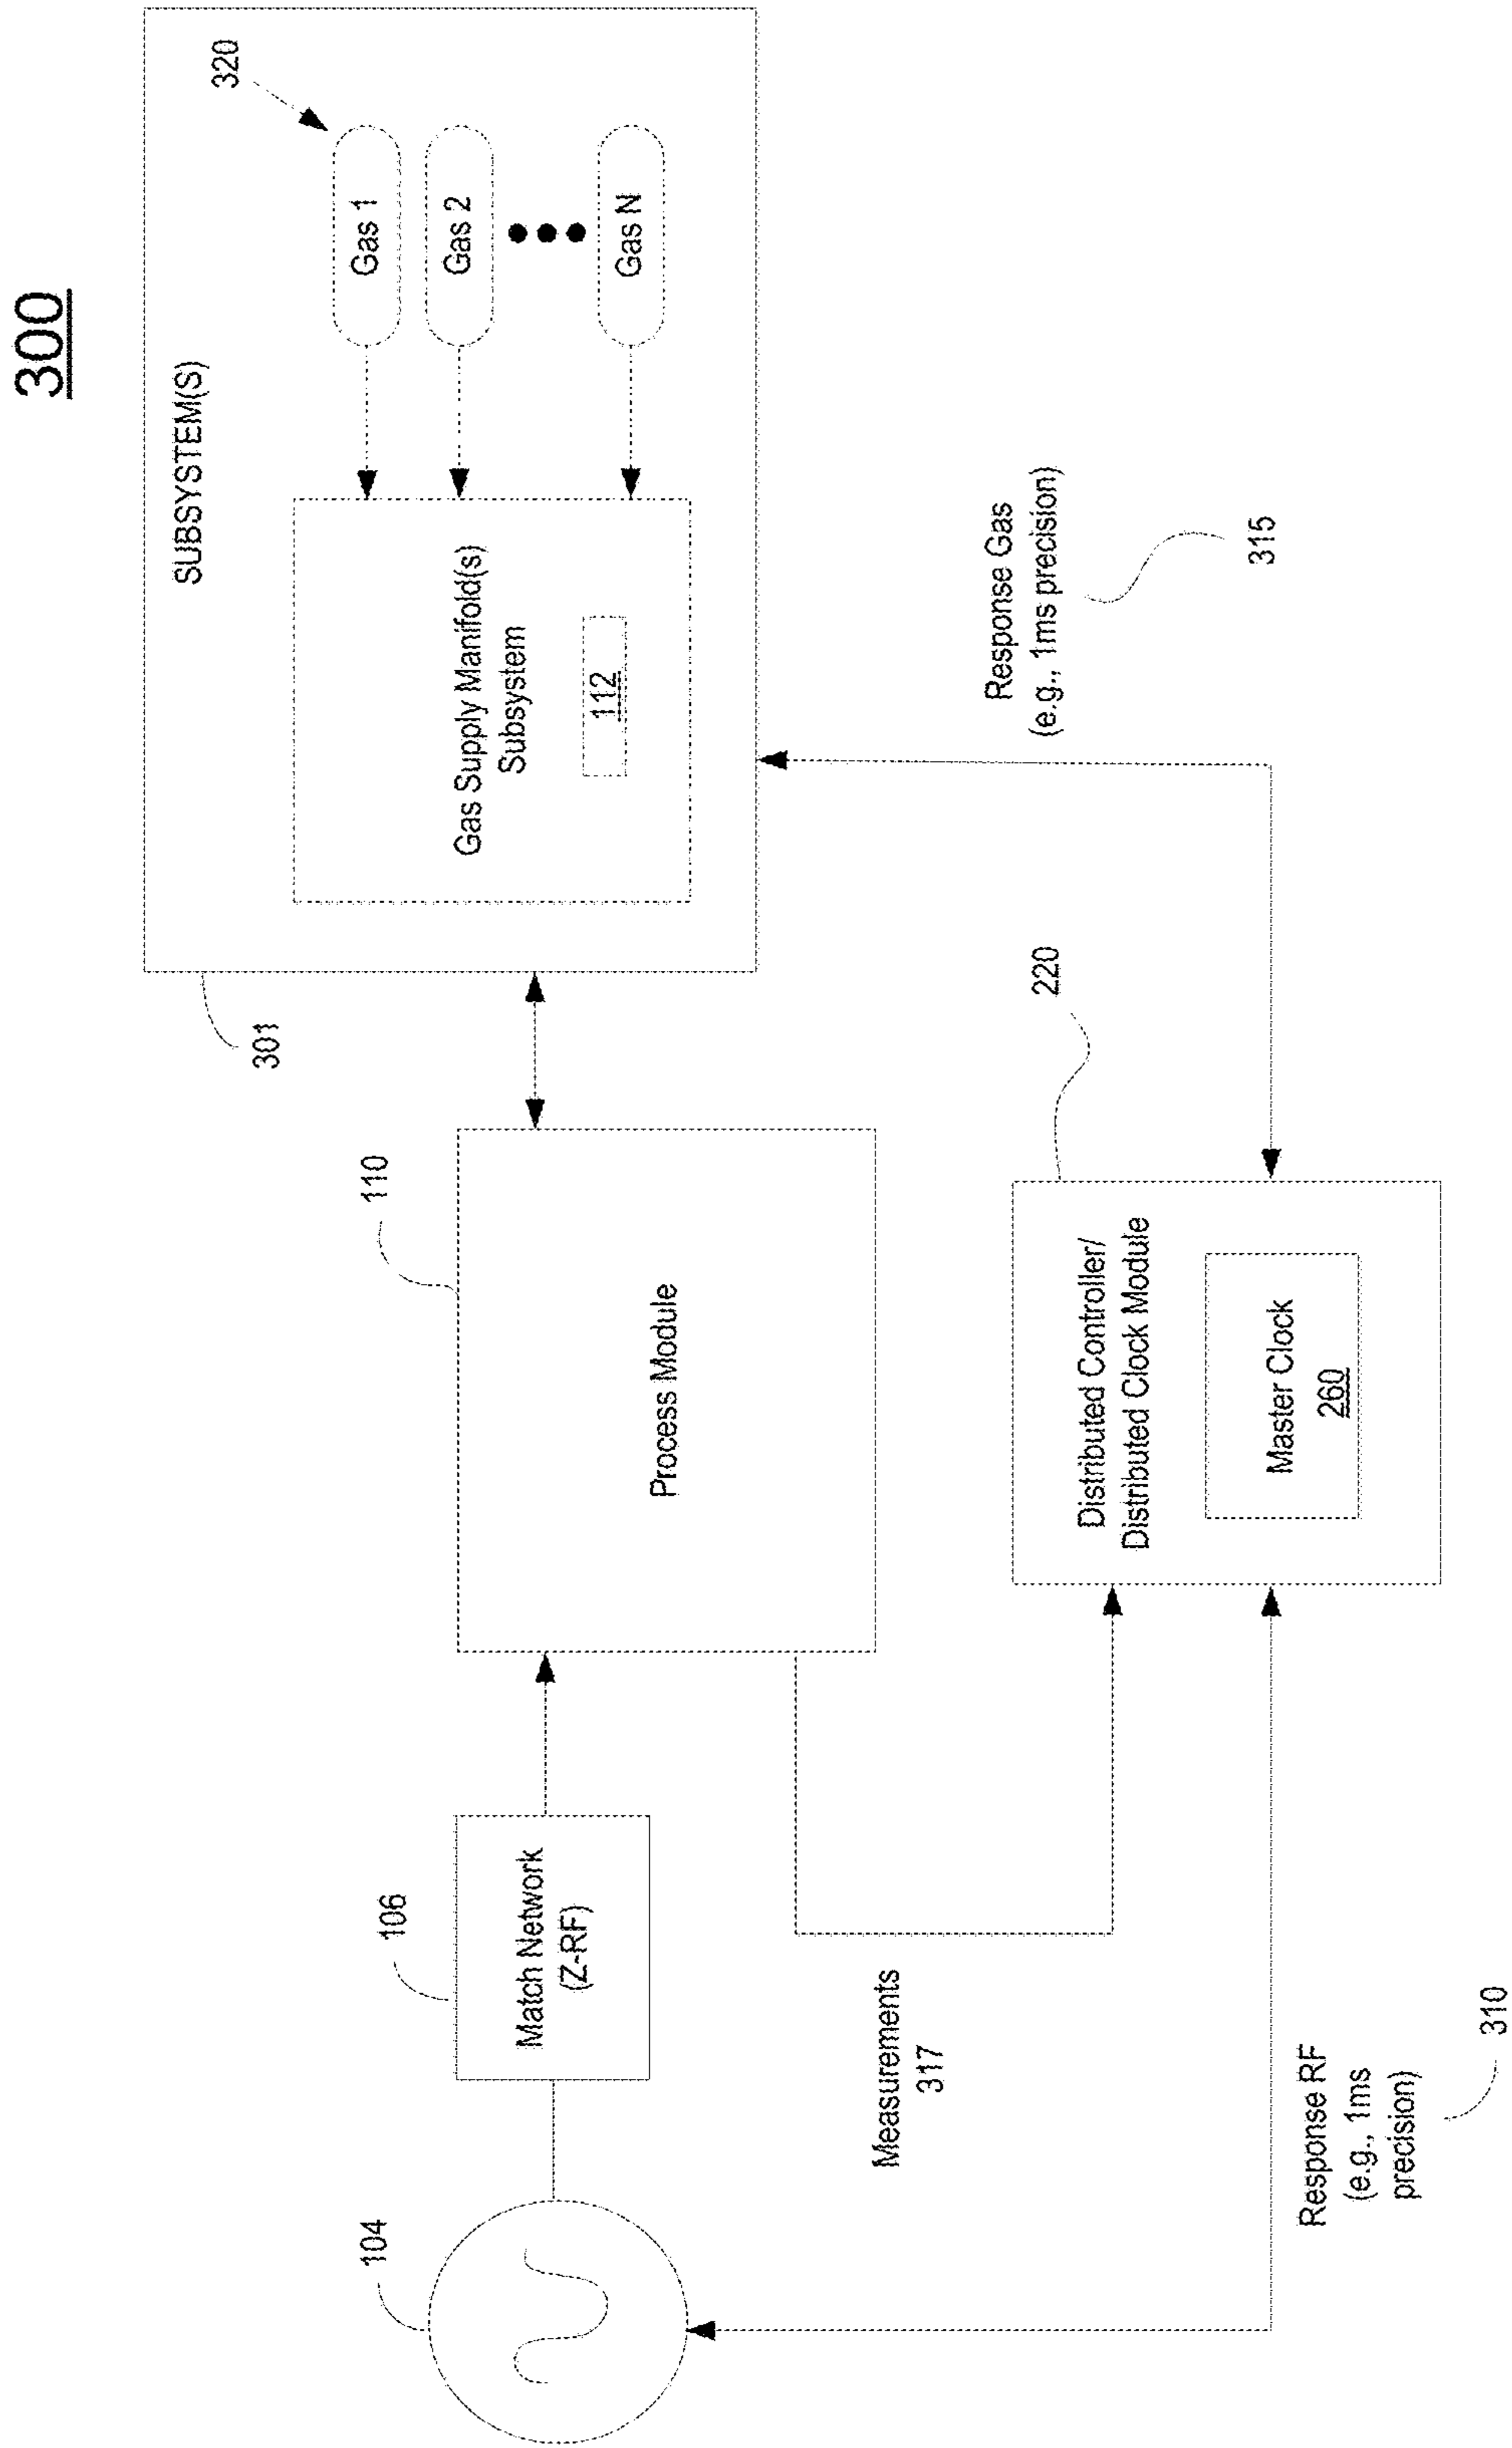 300
SUBSYSTEM(S)
320
Gas 1
Gas 2
Gas N
Gas Supply Manifold(s)
Subsystem
112
301
110
Process Module
106
Match Network
(Z-RF)
104
Measurements
317
220
Distributed Controller/
Distributed Clock Module
Master Clock
260
Response Gas
(e.g., 1ms precision)
315
Response RF
(e.g., 1ms
precision)
310